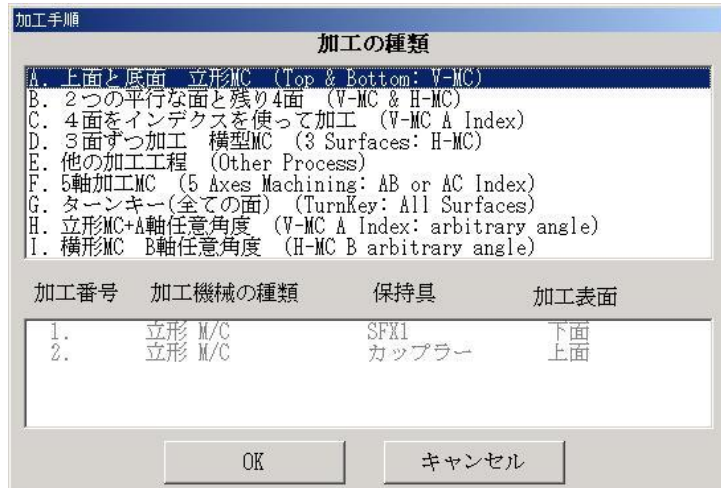 加工手順
加工の種類
A. 上面と底面　立形MC (Top & Bottom: V-MC)
B. 2つの平行な面と残り4面 (V-MC & H-MC)
C. 4面をインデクスを使って加工 (V-MC A Index)
D. 3面ずつ加工　横型MC (3 Surfaces: H-MC)
E. 他の加工工程 (Other Process)
F. 5軸加工MC (5 Axes Machining: AB or AC Index)
G. ターンキー(全ての面) (TurnKey: All Surfaces)
H. 立形MC+A軸任意角度 (V-MC A Index: arbitrary angle)
I. 横形MC B軸任意角度 (H-MC B arbitrary angle)
加工番号 加工機械の種類 保持具 加工表面
1. 立形 M/C SFX1 下面
2. 立形 M/C カップラー 上面
OK キャンセル